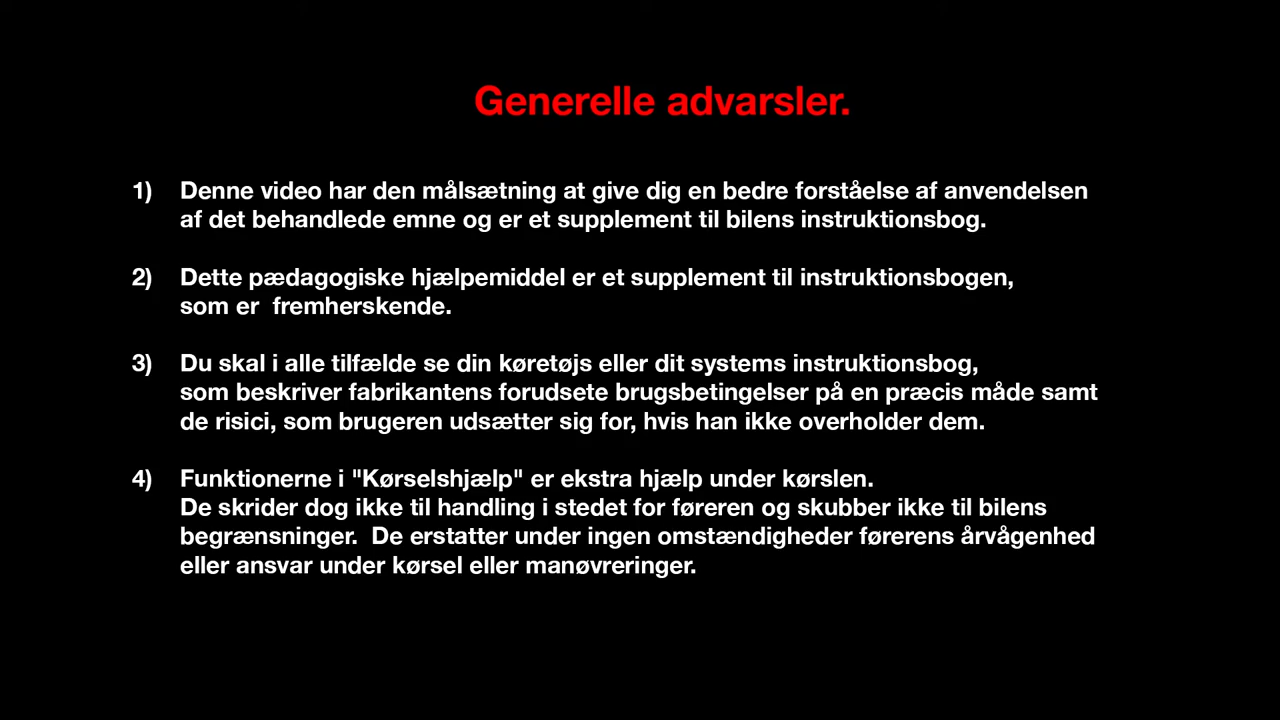 Generelle advarsler.
1) Denne video har den målsætning at give dig en bedre forståelse af anvendelsen
af det behandlede emne og er et supplement til bilens instruktionsbog.
2) Dette pædagogiske hjælpemiddel er et supplement til instruktionsbogen,
som er  fremherskende.
3) Du skal i alle tilfælde se din køretøjs eller dit systems instruktionsbog,
som beskriver fabrikantens forudsete brugsbetingelser på en præcis måde samt
de risici, som brugeren udsætter sig for, hvis han ikke overholder dem.
4) Funktionerne i "Kørselshjælp" er ekstra hjælp under kørslen.
De skrider dog ikke til handling i stedet for føreren og skubber ikke til bilens
begrænsninger.  De erstatter under ingen omstændigheder førerens årvågenhed
eller ansvar under kørsel eller manøvreringer.